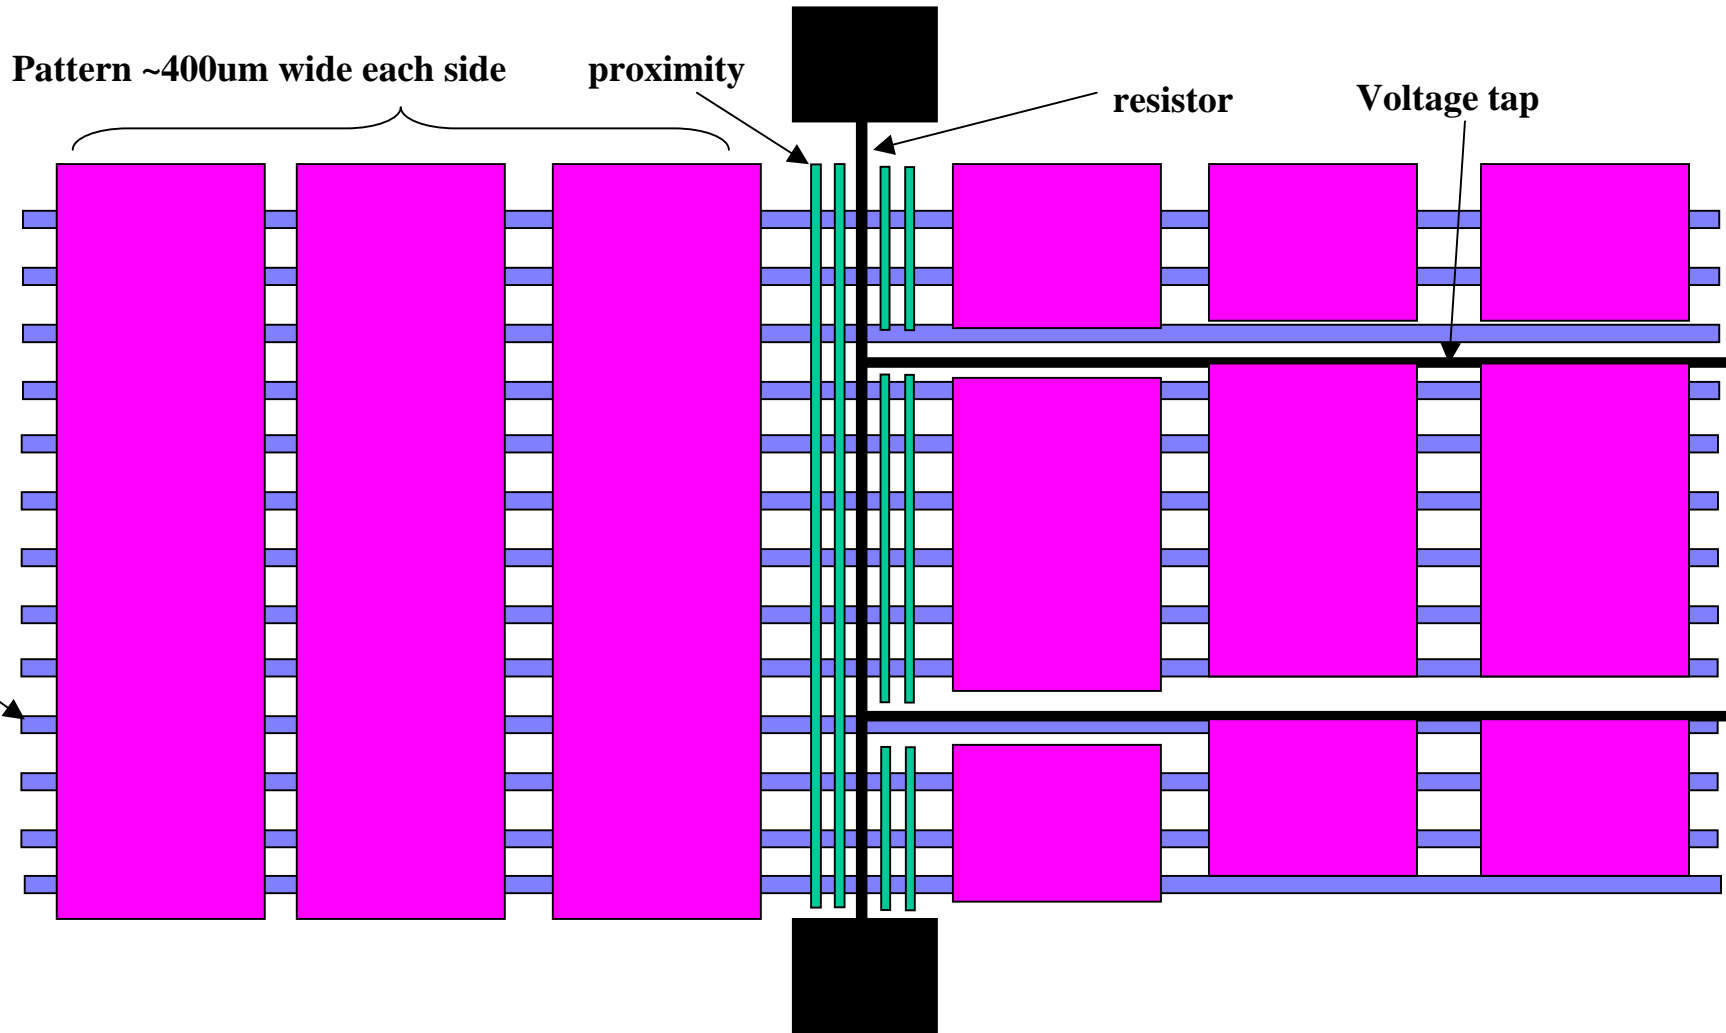 Pattern ~400um wide each side
proximity
resistor
Voltage tap